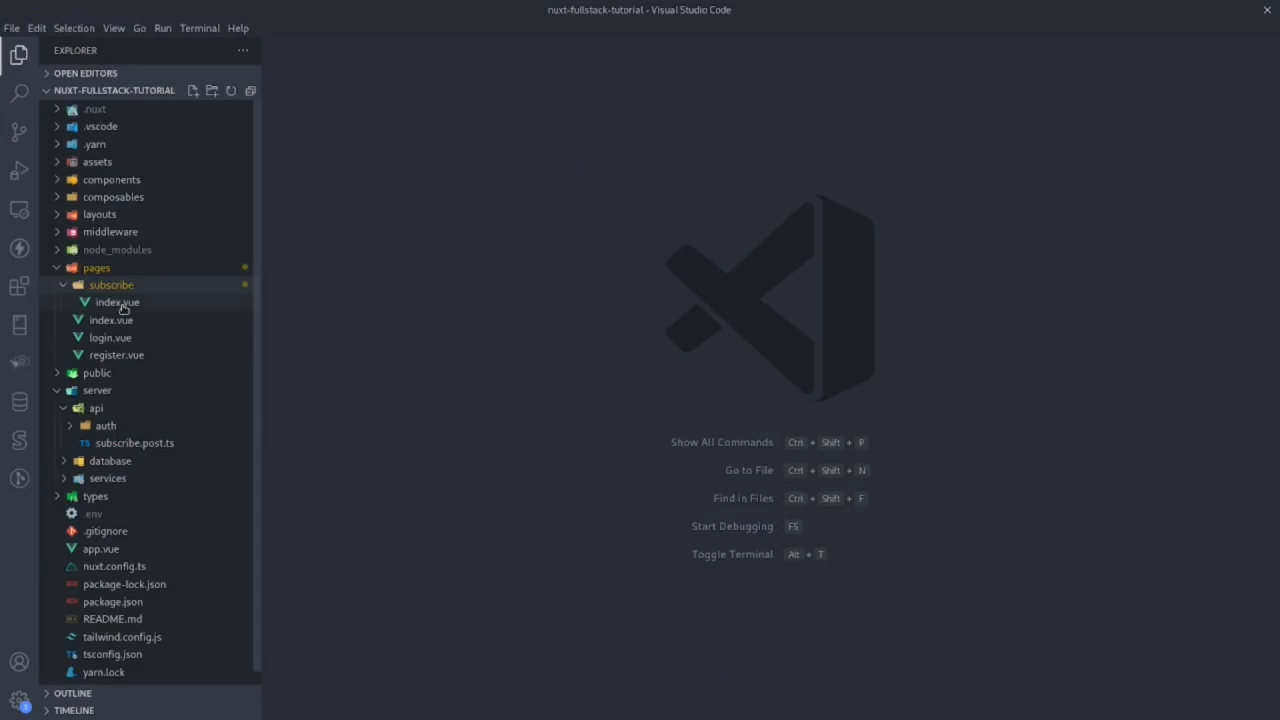 nuxt-fullstack-tutorial - Visual Studio Code
File Edit Selection View Go Run Terminal Help
EXPLORER
OPEN EDITORS
NUXT-FULLSTACK-TUTORIAL
.nuxt
.vscode
.yarn
assets
components
composables
layouts
middleware
node_modules
pages
subscribe
index.vue
index.vue
login.vue
register.vue
public
server
api
auth
TS subscribe.post.ts
database
services
types
.env
.gitignore
app.vue
nuxt.config.ts
package-lock.json
package.json
README.md
tailwind.config.js
TS tsconfig.json
yarn.lock
OUTLINE
1
TIMELINE
Show All Commands Ctrl + Shift + P
Go to File Ctrl + Shift + N
Find in Files Ctrl + Shift + F
Start Debugging F5
Toggle Terminal Alt + T